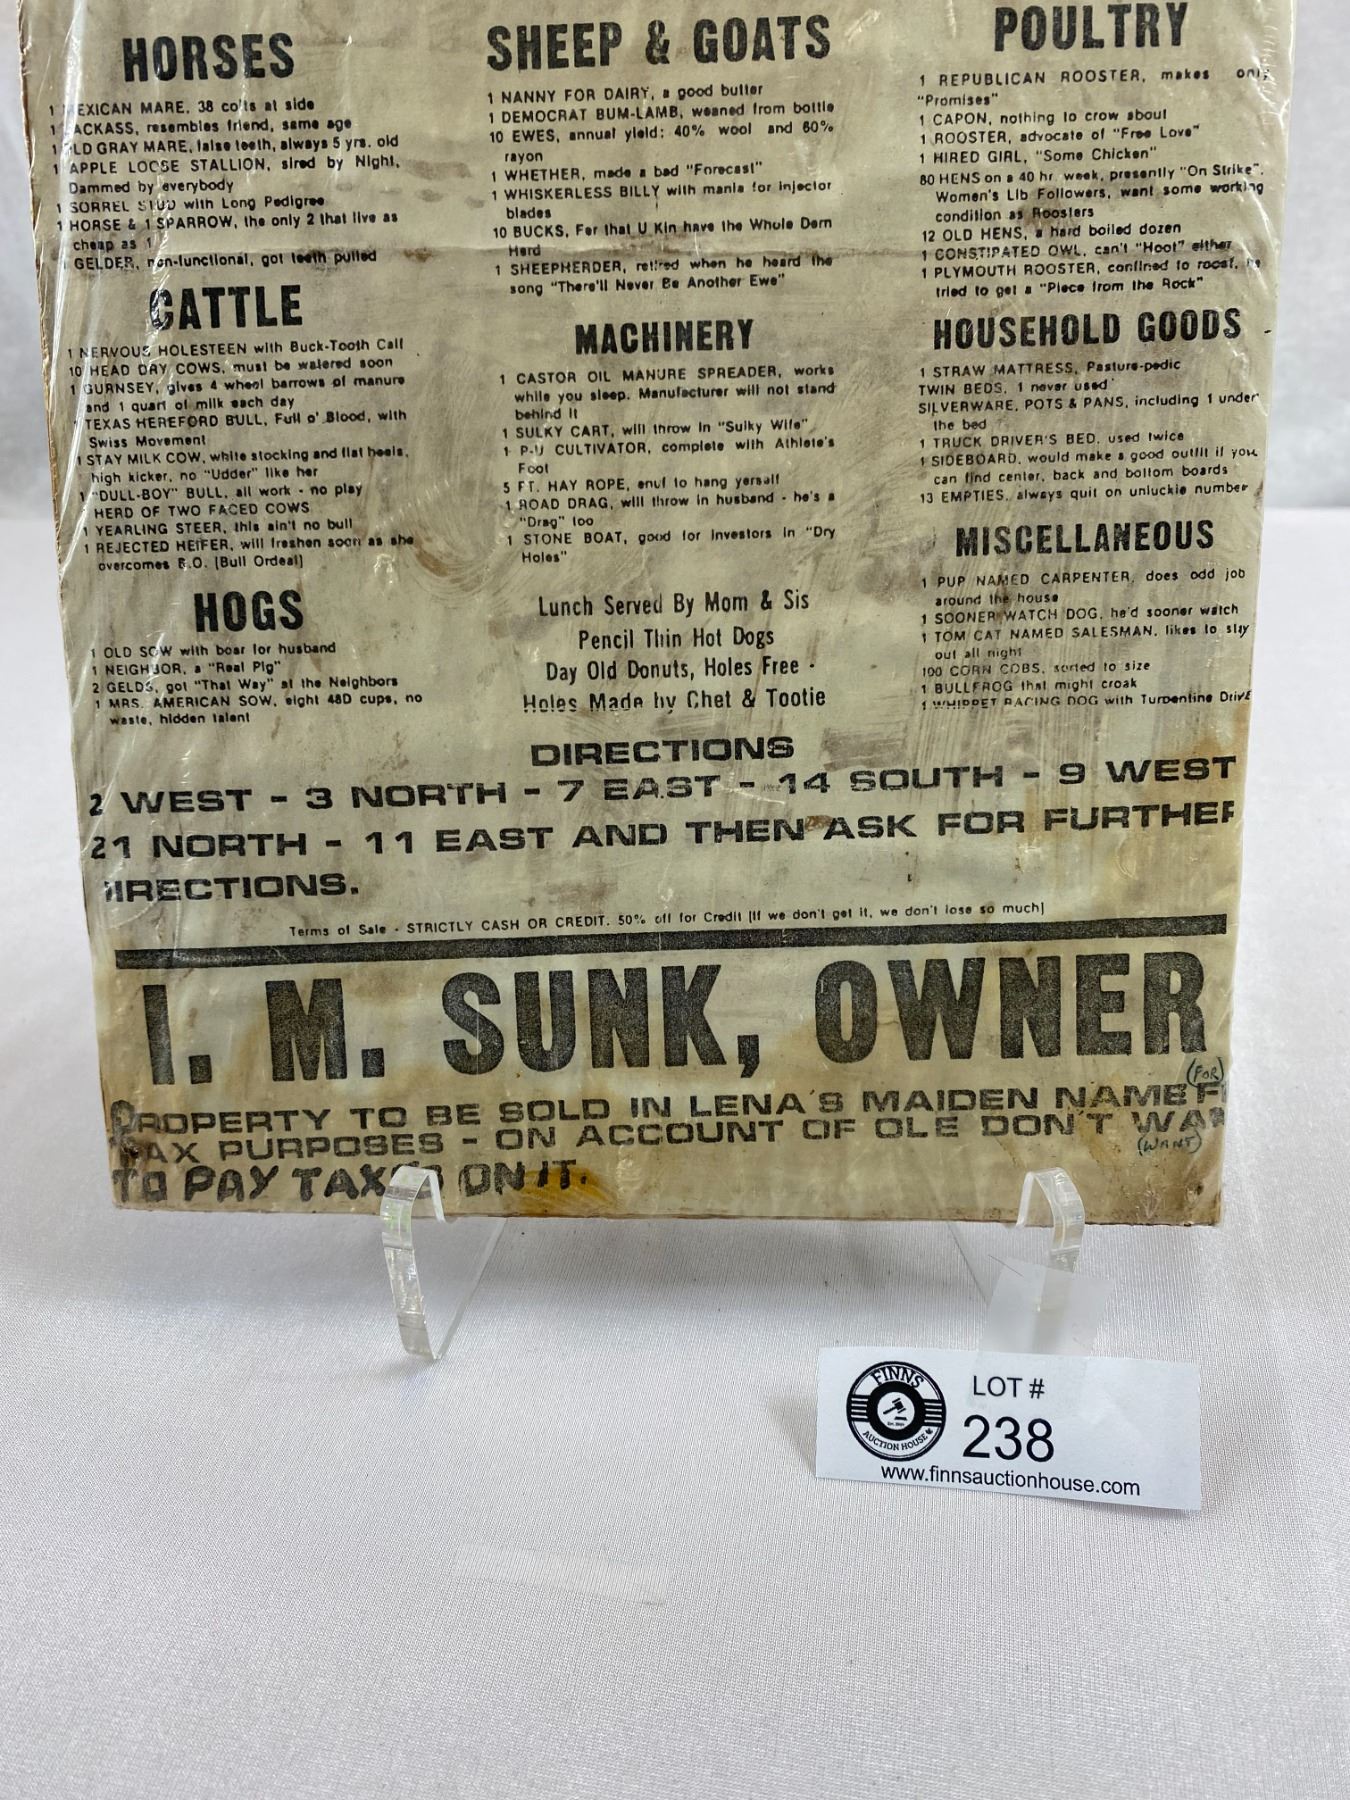 HORSES
1 MEXICAN MARE, 38 colts at side
1 JACKASS, resembles friend, same age
1 OLD GRAY MARE, false teeth, always 5 yrs. old
1 APPLE LOOSE STALLION, sired by Night,
Dammed by everybody
1 SORREL STUD with Long Pedigree
1 HORSE & 1 SPARROW, the only 2 that live as
cheap as 1
1 GELDER, non-functional, got teeth pulled
CATTLE
1 NERVOUS HOLESTEEN with Buck-Tooth Calf
10 HEAD DRY COWS, must be watered soon
1 GURNSEY, gives 4 wheel barrows of manure
and 1 quart of milk each day
1 TEXAS HEREFORD BULL, Full o' Blood, with
Swiss Movement
1 STAY MILK COW, white stocking and flat heels,
high kicker, no "Udder" like her
1 "DULL-BOY" BULL, all work - no play
HERD OF TWO FACED COWS
1 YEARLING STEER, this ain't no bull
1 REJECTED HEIFER, will freshen soon as she
overcomes B.O. [Bull Ordeal]
HOGS
1 OLD SOW with boar for husband
1 NEIGHBOR, a "Real Pig"
2 GELDS, got "That Way" at the Neighbors
1 MRS. AMERICAN SOW, eight 48D cups, no
waste, hidden talent
SHEEP & GOATS
1 NANNY FOR DAIRY, a good butter
1 DEMOCRAT BUM-LAMB, weaned from bottle
10 EWES, annual yield: 40% wool and 60%
rayon
1 WHETHER, made a bad "Forecast"
1 WHISKERLESS BILLY with mania for injector
blades
10 BUCKS, For that U Kin have the Whole Dern
Herd
1 SHEEPHERDER, retired when he heard the
song "There'll Never Be Another Ewe"
MACHINERY
1 CASTOR OIL MANURE SPREADER, works
while you sleep. Manufacturer will not stand
behind it
1 SULKY CART, will throw in "Sulky Wife"
1 P-U CULTIVATOR, complete with Athlete's
Foot
5 FT. HAY ROPE, enuf to hang yerself
1 ROAD DRAG, will throw in husband - he's a
"Drag" too
1 STONE BOAT, good for investors in "Dry
Holes"
Lunch Served By Mom & Sis
Pencil Thin Hot Dogs
Day Old Donuts, Holes Free -
Holes Made by Chet & Tootie
POULTRY
1 REPUBLICAN ROOSTER, makes only
"Promises"
1 CAPON, nothing to crow about
1 ROOSTER, advocate of "Free Love"
1 HIRED GIRL, "Some Chicken"
80 HENS on a 40 hr. week, presently "On Strike".
Women's Lib Followers, want some working
condition as Roosters
12 OLD HENS, a hard boiled dozen
1 CONSTIPATED OWL, can't "Hoot" either
1 PLYMOUTH ROOSTER, confined to roost, he
tried to get a "Piece from the Rock"
HOUSEHOLD GOODS
1 STRAW MATTRESS, Pasture-pedic
TWIN BEDS, 1 never used
SILVERWARE, POTS & PANS, including 1 under
the bed
1 TRUCK DRIVER'S BED, used twice
1 SIDEBOARD, would make a good outfit if you
can find center, back and bottom boards
13 EMPTIES, always quit on unluckie number
MISCELLANEOUS
1 PUP NAMED CARPENTER, does odd job
around the house
1 SOONER WATCH DOG, he'd sooner watch
1 TOM CAT NAMED SALESMAN, likes to stay
out all night
100 CORN COBS, sorted to size
1 BULLFROG that might croak
1 WHIPPET RACING DOG with Turpentine Drive
DIRECTIONS
2 WEST - 3 NORTH - 7 EAST - 14 SOUTH - 9 WEST
21 NORTH - 11 EAST AND THEN ASK FOR FURTHER
DIRECTIONS.
Terms of Sale - STRICTLY CASH OR CREDIT. 50% off for Credit [If we don't get it, we don't lose so much]
I. M. SUNK, OWNER
(FOR)
PROPERTY TO BE SOLD IN LENA'S MAIDEN NAME F
TAX PURPOSES - ON ACCOUNT OF OLE DON'T WAN
(WANT)
TO PAY TAXES ON IT.
FINNS
AUCTION HOUSE
LOT #
238
www.finnsauctionhouse.com